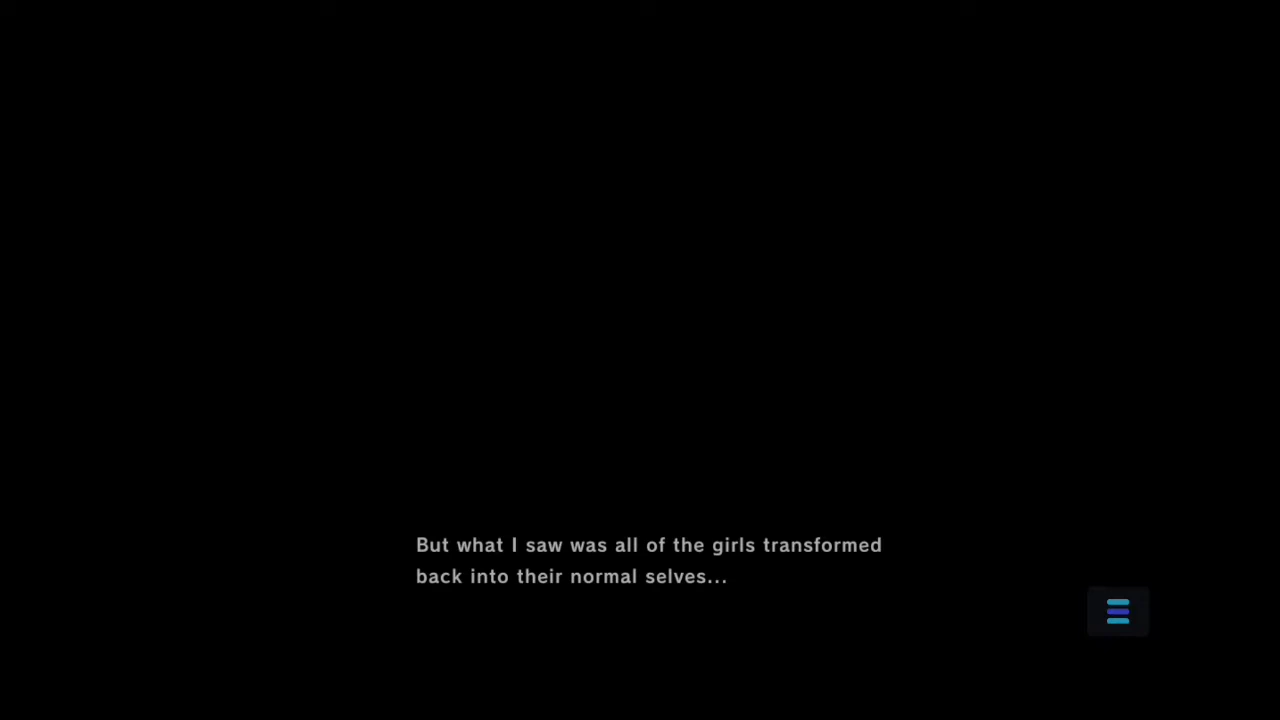 But what I saw was all of the girls transformed
back into their normal selves...